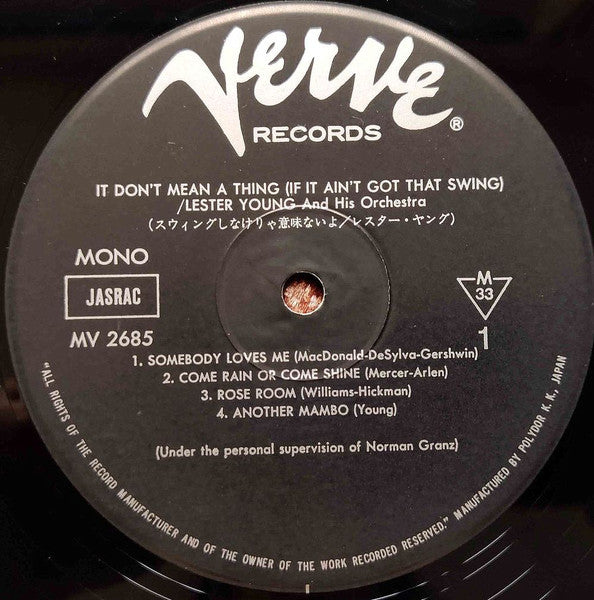 Verve
RECORDS ®
IT DON'T MEAN A THING (IF IT AIN'T GOT THAT SWING)
/LESTER YOUNG And His Orchestra
(スウィングしなけりゃ意味ないよ/レスター・ヤング)
MONO
JASRAC
MV 2685
M
33
1
1. SOMEBODY LOVES ME (MacDonald-DeSylva-Gershwin)
2. COME RAIN OR COME SHINE (Mercer-Arlen)
3. ROSE ROOM (Williams-Hickman)
4. ANOTHER MAMBO (Young)
(Under the personal supervision of Norman Granz)
"ALL RIGHTS OF THE RECORD MANUFACTURER AND OF THE OWNER OF THE WORK RECORDED RESERVED." MANUFACTURED BY POLYDOR K. K., JAPAN